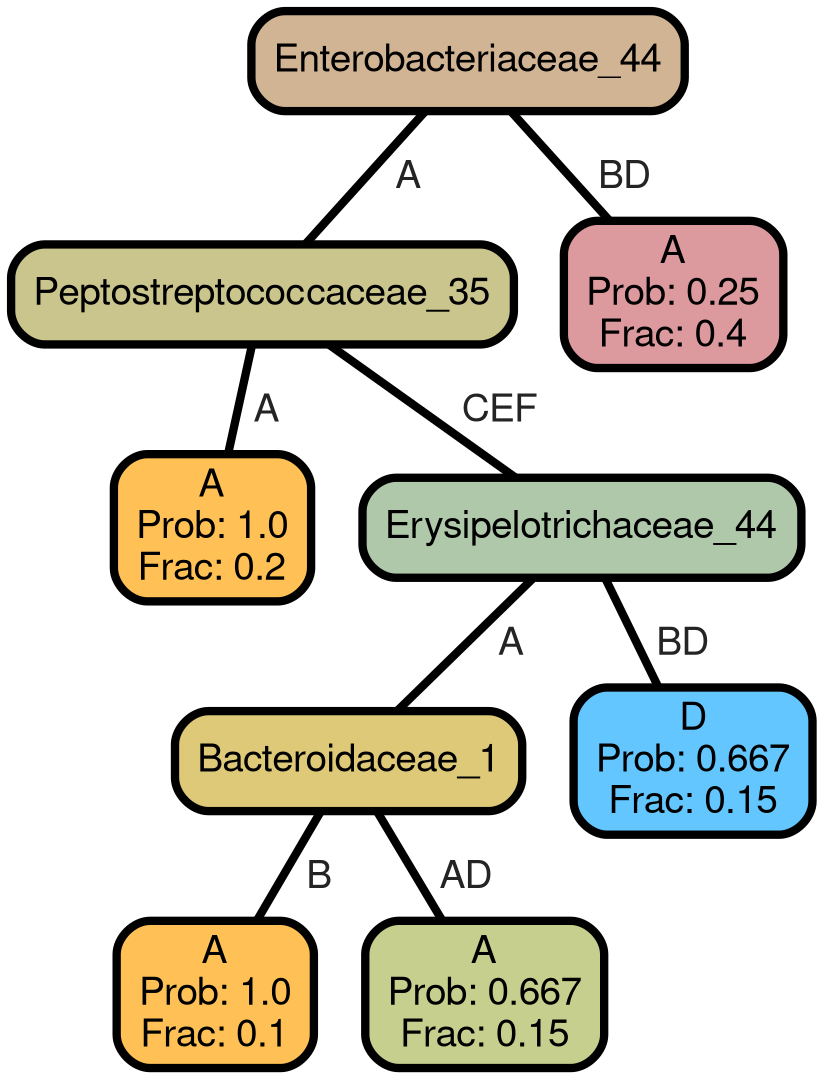 Enterobacteriaceae_44
A
BD
Peptostreptococcaceae_35
A
Prob: 0.25
Frac: 0.4
A
CEF
A
Prob: 1.0
Frac: 0.2
Erysipelotrichaceae_44
A
BD
Bacteroidaceae_1
D
Prob: 0.667
Frac: 0.15
B
AD
A
Prob: 1.0
Frac: 0.1
A
Prob: 0.667
Frac: 0.15